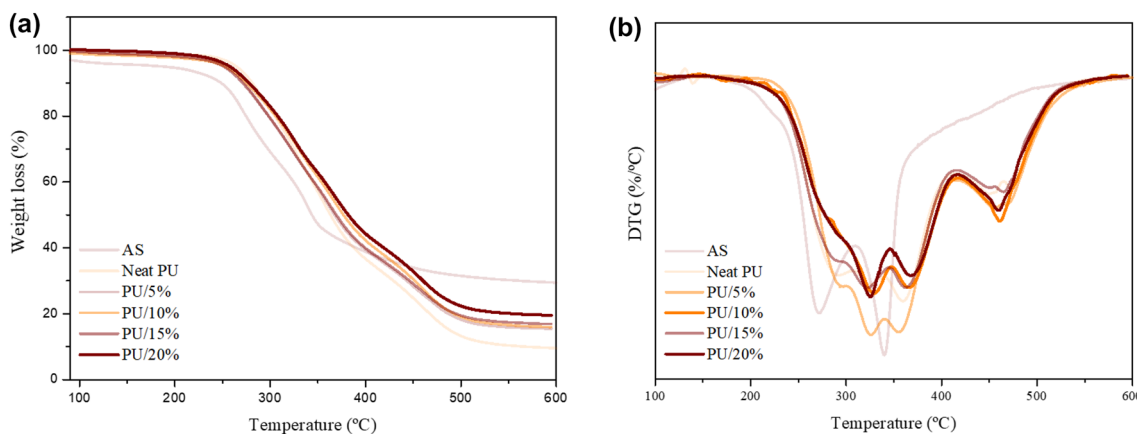 (a)
Weight loss (%)
100
80
60
40
20
0
AS
Neat PU
PU/5%
PU/10%
PU/15%
PU/20%
100 200 300 400 500 600
Temperature (ºC)
(b)
DTG (%/ºC)
AS
Neat PU
PU/5%
PU/10%
PU/15%
PU/20%
100 200 300 400 500 600
Temperature (ºC)